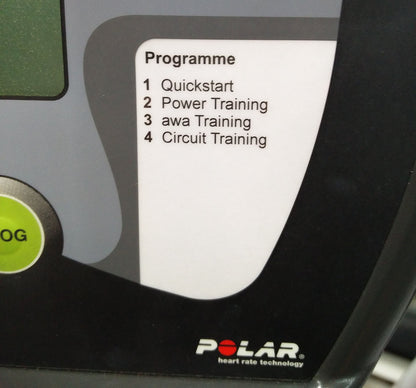 Programme
1 Quickstart
2 Power Training
3 awa Training
4 Circuit Training
OG
POLAR®
heart rate technology